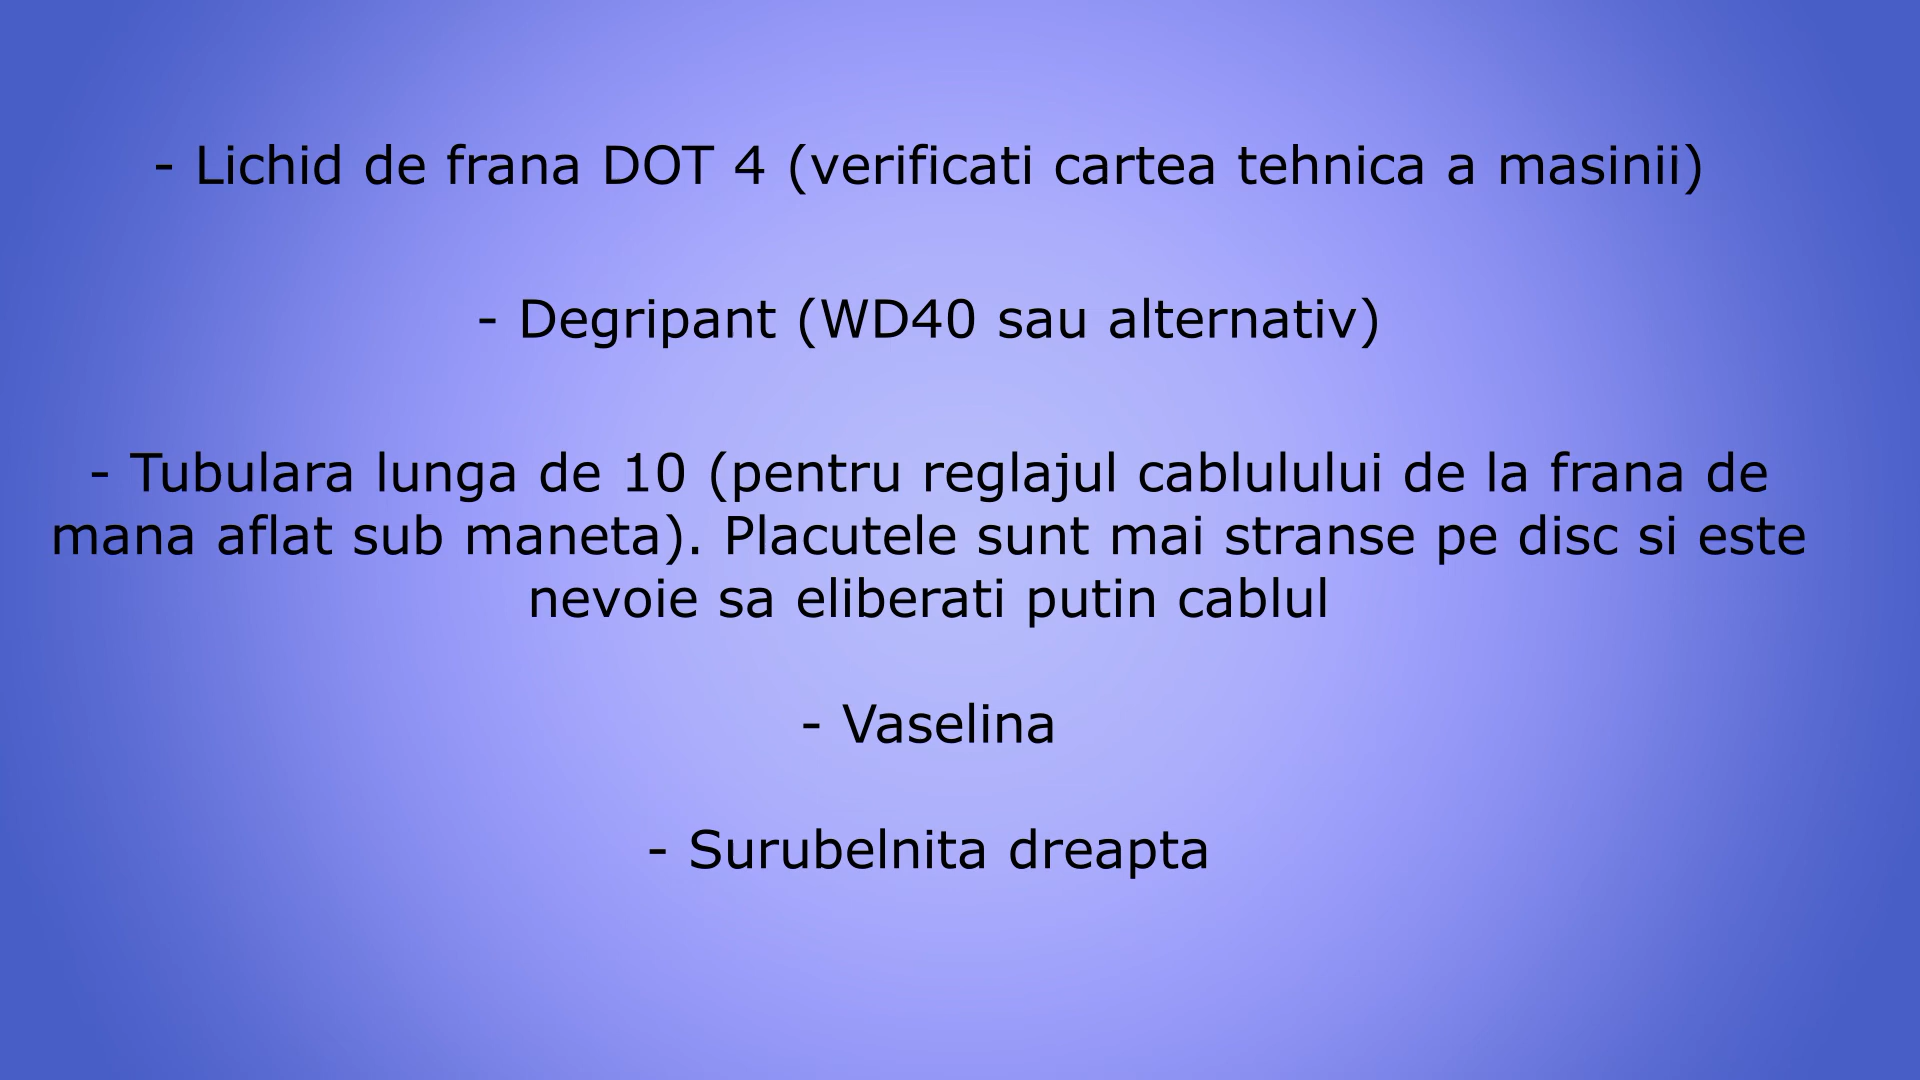 - Lichid de frana DOT 4 (verificati cartea tehnica a masinii)
- Degripant (WD40 sau alternativ)
- Tubulara lunga de 10 (pentru reglajul cablulului de la frana de
mana aflat sub maneta). Placutele sunt mai stranse pe disc si este
nevoie sa eliberati putin cablul
- Vaselina
- Surubelnita dreapta